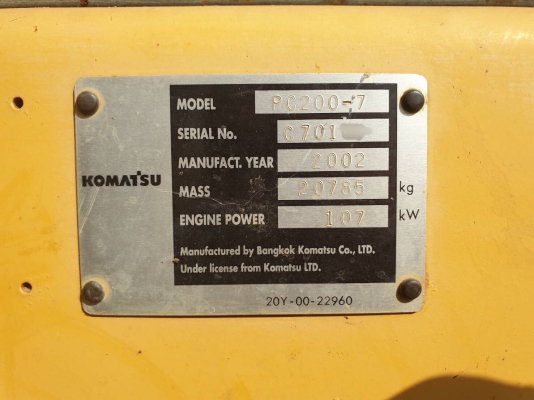 MODEL PC200-7
SERIAL No. C701
MANUFACT. YEAR 2002
KOMATSU
MASS 20785 kg
ENGINE POWER 107 kW
Manufactured by Bangkok Komatsu Co., LTD.
Under license from Komatsu LTD.
20Y-00-22960